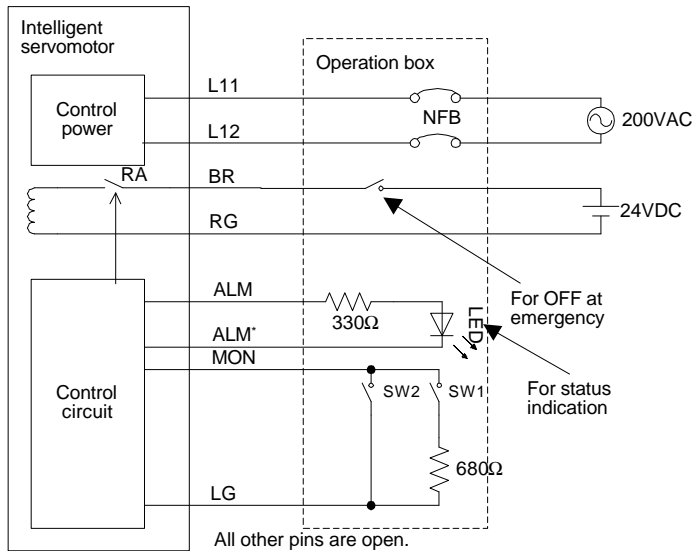 Intelligent
servomotor
Operation box
Control
power
L11
L12
NFB
200VAC
RA
BR
RG
24VDC
ALM
330Ω
LED
ALM*
MON
For OFF at
emergency
Control
circuit
SW2
SW1
For status
indication
680Ω
LG
All other pins are open.